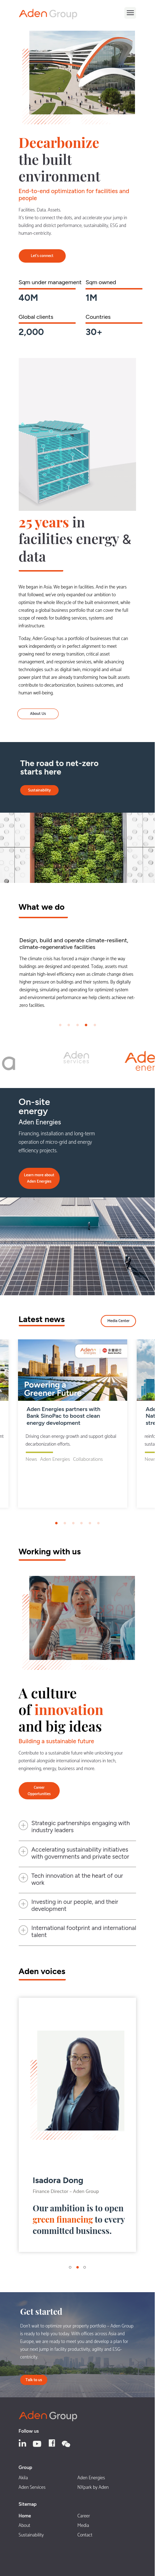 Aden Group
Decarbonize
the built
environment
End-to-end optimization for facilities and
people
Facilities. Data. Assets
It's time to connect the dots, and accelerate your jump in
building and district performance, sustainability, ESG and
human-centricity.
Let's connect
Sqm under management
Sqm owned
40M
1M
Global clients
Countries
2,000
30+
25 years in
facilities energy &
data
We began in Asia. We began in facilities. And in the years
that followed, we've only expanded our ambition: to
optimize the whole lifecycle of the built environment, while
creating a global business that can cover the full
scope of needs for building services, systems and
infrastructure.
Today, Aden Group has a portfolio of businesses that can
work independently or in perfect alignment to meet
growing need for energy transition, critical asset
management, and responsive services, while advancing
technologies such as digital twin, microgrid and virtual
power plant that are already transforming how built assets
contribute to decarbonization, business outcomes, and
human well-being.
About Us
The road to net-zero
starts here
Sustainability
What we do
Design, build and operate climate-resilient,
climate-regenerative facilities
The climate crisis has forced a major change in the way
buildings are designed and operated. Today, assets must
maintain high-level efficiency even as climate change places
higher pressures on buildings and their systems. By digitally
designing, simulating and optimizing for optimized system
and environmental performance we help clients achieve net-
zero facilities.
a
Aden
services
Ade
ener
On-site
energy
Aden Energies
Financing, installation and long-term
operation of micro-grid and energy
efficiency projects.
Learn more about
Aden Energies
Latest news
Media Center
Powering a
Greener Future
Aden Energies partners with
Bank SinoPac to boost clean
energy development
Driving clean energy growth and support global
decarbonization efforts.
News Aden Energies Collaborations
Working with us
A culture
of innovation
and big ideas
Building a sustainable future
Contribute to a sustainable future while unlocking your
potential alongside international innovators in tech,
engineering, energy, business and more.
Career
Opportunities
Strategic partnerships engaging with
industry leaders
Accelerating sustainability initiatives
with governments and private sector
Tech innovation at the heart of our
work
Investing in our people, and their
development
International footprint and international
talent
Aden voices
Isadora Dong
Finance Director – Aden Group
Our ambition is to open
green financing to every
committed business.
Get started
Don't wait to optimize your property portfolio – Aden Group
is ready to help you today. With offices across Asia and
Europe, we are ready to meet you and develop a plan for
your next jump in facility productivity, agility and ESG-
centricity.
Talk to us
Aden Group
Follow us
Group
Akila
Aden Energies
Aden Services
NXpark by Aden
Sitemap
Home
Career
About
Media
Sustainability
Contact